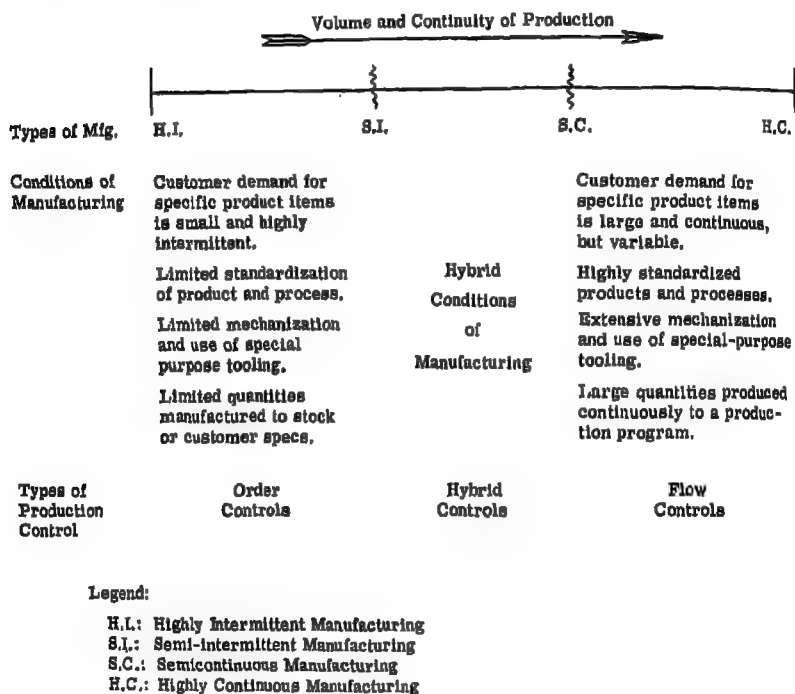 Volume and Continuity of Production
Types of Mfg. H.I. S.I. S.C. H.C.
Conditions of
Manufacturing
Customer demand for
specific product items
is small and highly
intermittent.
Limited standardization
of product and process.
Limited mechanization
and use of special
purpose tooling.
Limited quantities
manufactured to stock
or customer specs.
Hybrid
Conditions
of
Manufacturing
Customer demand for
specific product items
is large and continuous,
but variable.
Highly standardized
products and processes.
Extensive mechanization
and use of special-purpose
tooling.
Large quantities produced
continuously to a produc-
tion program.
Types of
Production
Control
Order
Controls
Hybrid
Controls
Flow
Controls
Legend:
H.I.: Highly Intermittent Manufacturing
S.I.: Semi-intermittent Manufacturing
S.C.: Semicontinuous Manufacturing
H.C.: Highly Continuous Manufacturing